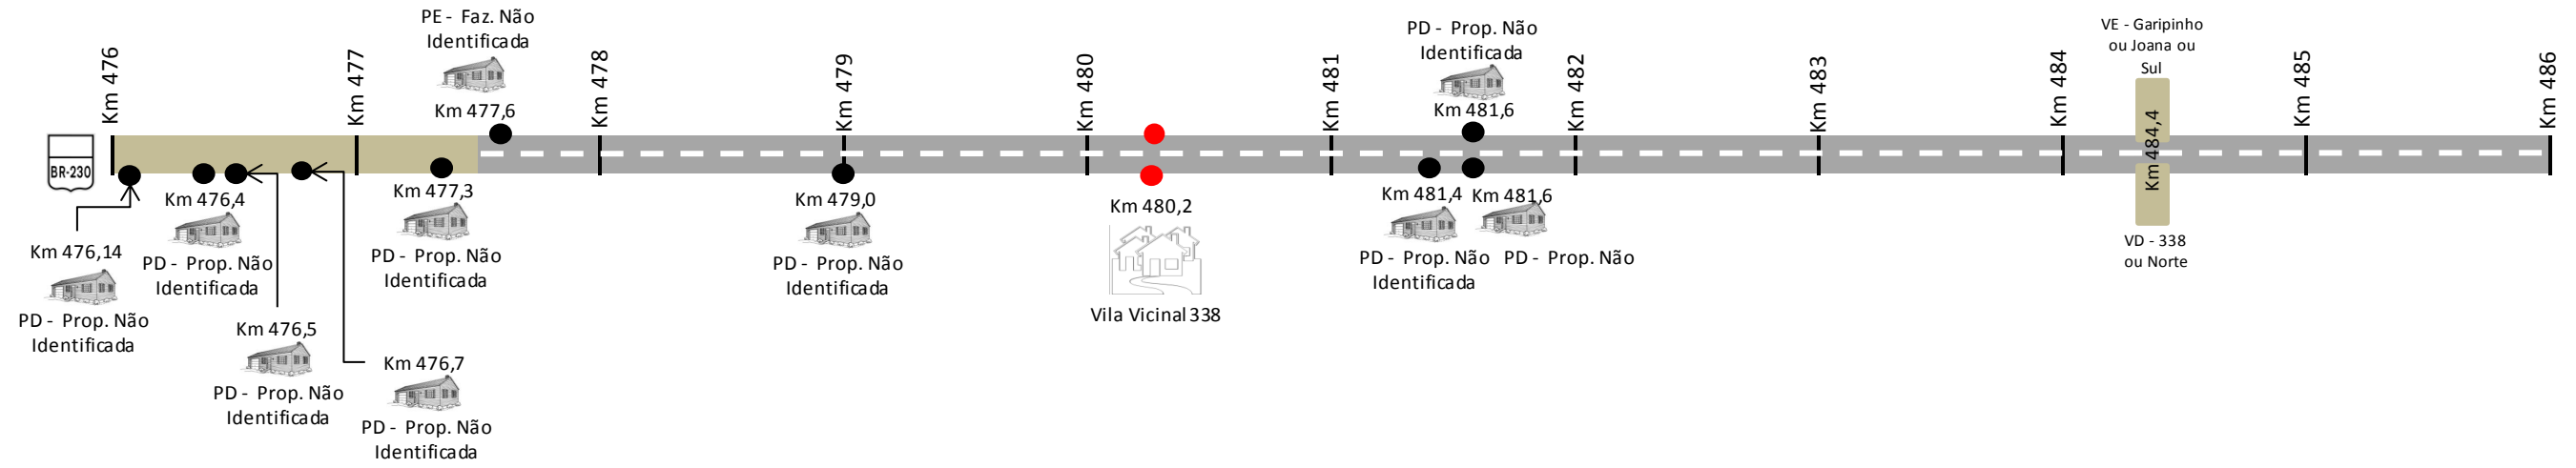 BR-230
Km 476
Km 477
PE - Faz. Não
Identificada
Km 477,6
Km 478
Km 479
Km 480
Km 481
PD - Prop. Não
Identificada
Km 481,6
Km 482
Km 483
Km 484
VE - Garipinho
ou Joana ou
Sul
Km 484,4
VD - 338
ou Norte
Km 485
Km 486
Km 476,14
PD - Prop. Não
Identificada
Km 476,4
PD - Prop. Não
Identificada
Km 476,5
PD - Prop. Não
Identificada
Km 476,7
PD - Prop. Não
Identificada
Km 477,3
PD - Prop. Não
Identificada
Km 479,0
PD - Prop. Não
Identificada
Km 480,2
Vila Vicinal 338
Km 481,4
PD - Prop. Não
Identificada
Km 481,6
PD - Prop. Não